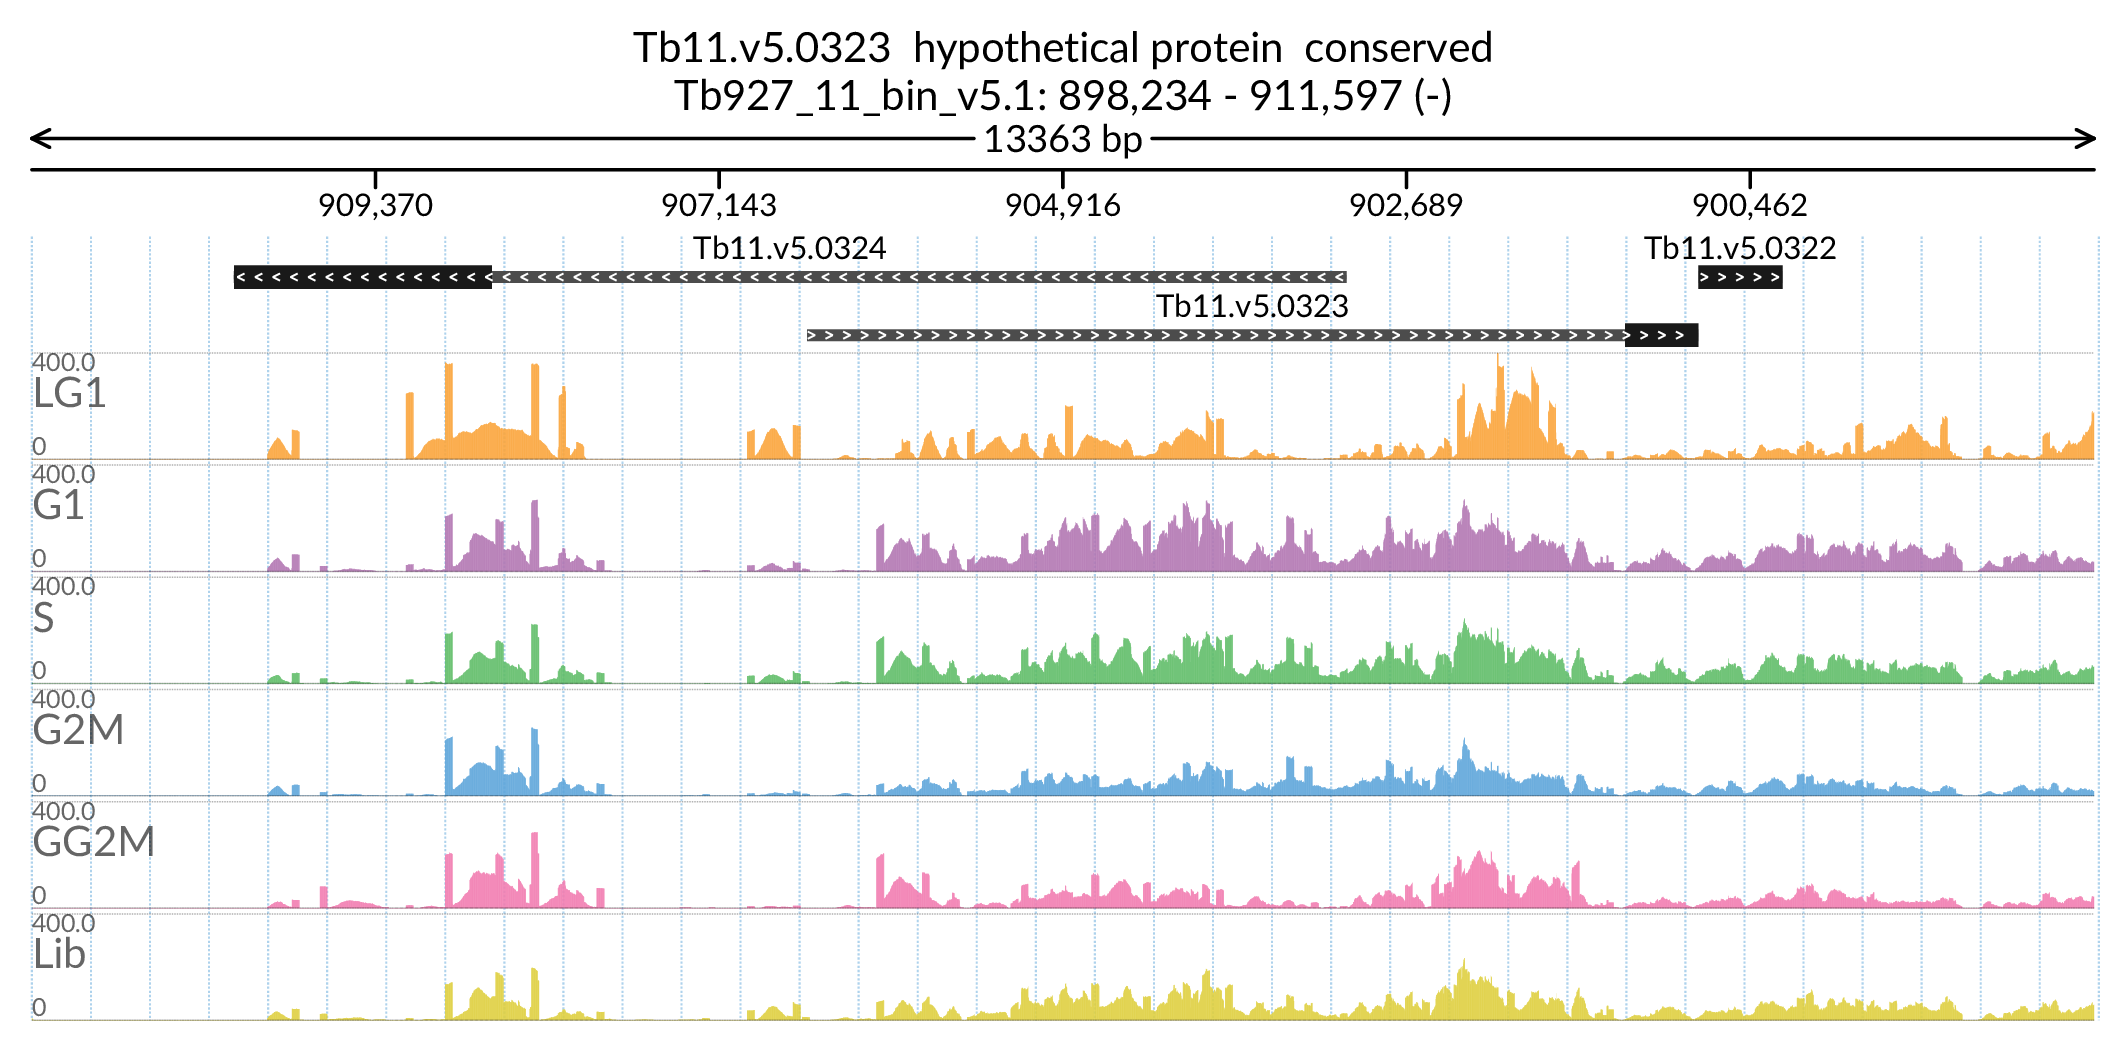 Tb11.v5.0323  hypothetical protein  conserved
Tb927_11_bin_v5.1: 898,234 - 911,597 (-)
13363 bp
909,370 907,143 904,916 902,689 900,462
Tb11.v5.0324 Tb11.v5.0322
Tb11.v5.0323
400.0
LG1
0
400.0
G1
0
400.0
S
0
400.0
G2M
0
400.0
GG2M
0
400.0
Lib
0